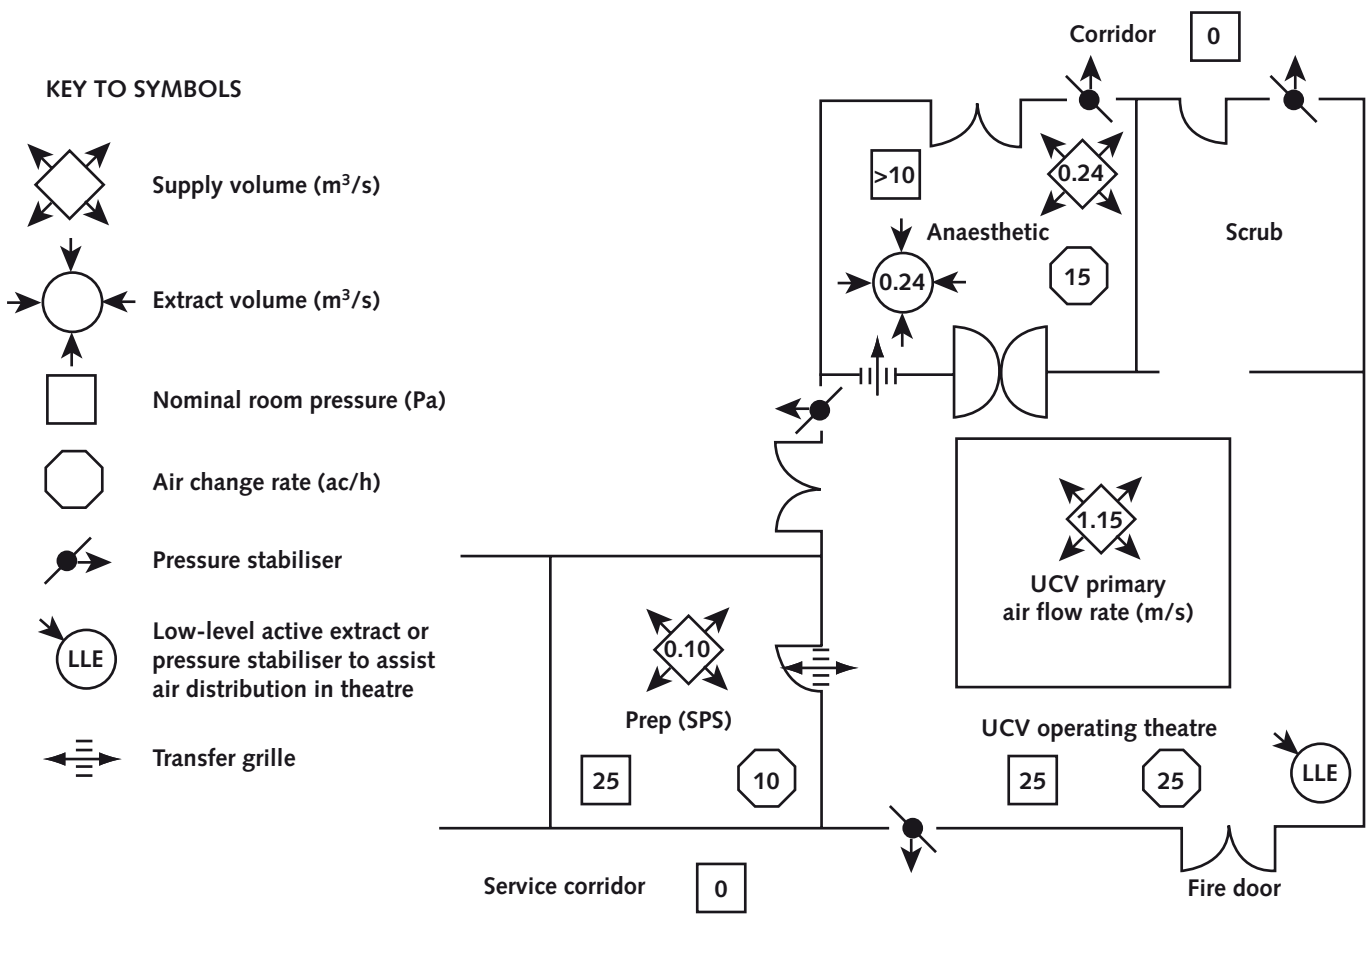 KEY TO SYMBOLS
Supply volume (m³/s)
Extract volume (m³/s)
Nominal room pressure (Pa)
Air change rate (ac/h)
Pressure stabiliser
LLE
Low-level active extract or
pressure stabiliser to assist
air distribution in theatre
Transfer grille
Corridor
0
>10
0.24
Anaesthetic
Scrub
0.24
15
1.15
UCV primary
air flow rate (m/s)
0.10
Prep (SPS)
25
10
UCV operating theatre
25
25
LLE
Service corridor
0
Fire door